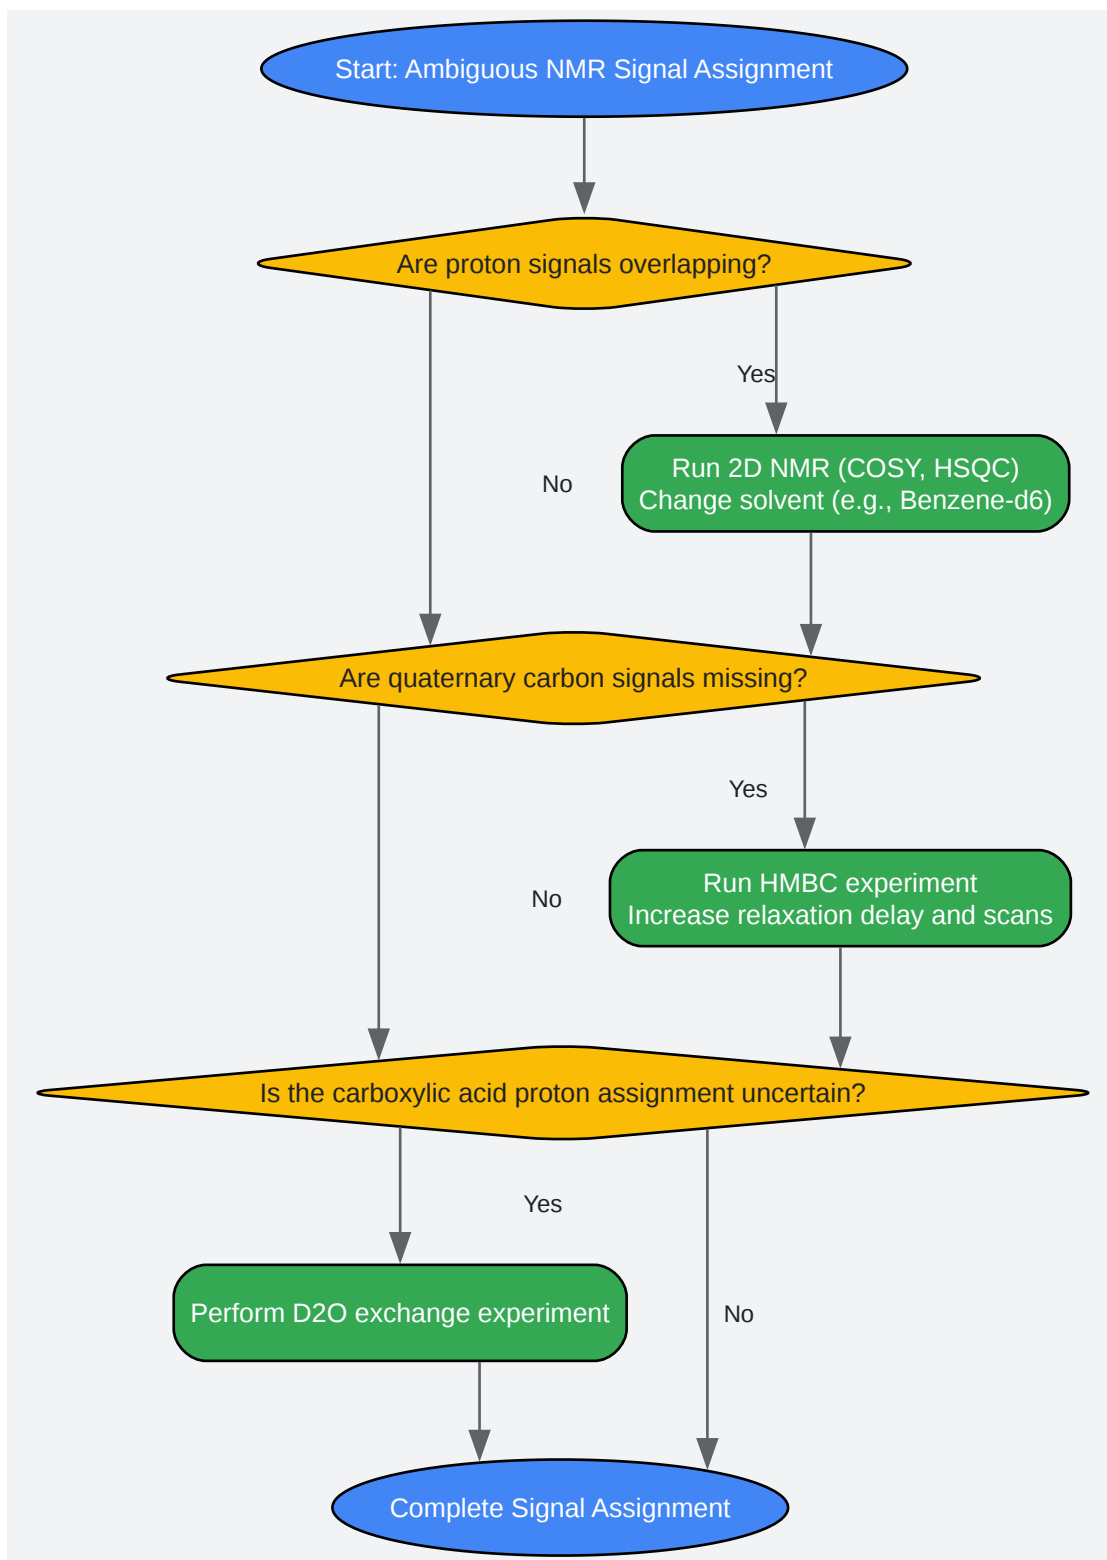 Start: Ambiguous NMR Signal Assignment
Are proton signals overlapping?
Yes
No
Run 2D NMR (COSY, HSQC)
Change solvent (e.g., Benzene-d6)
Are quaternary carbon signals missing?
Yes
No
Run HMBC experiment
Increase relaxation delay and scans
Is the carboxylic acid proton assignment uncertain?
Yes
Perform D2O exchange experiment
No
Complete Signal Assignment